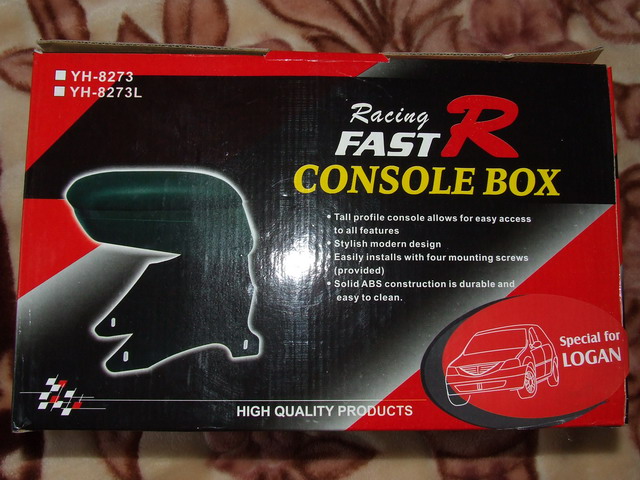 YH-8273
YH-8273L
Racing
FAST R
CONSOLE BOX
• Tall profile console allows for easy access
to all features
• Stylish modern design
• Easily installs with four mounting screws
(provided)
• Solid ABS construction is durable and
easy to clean.
Special for
LOGAN
HIGH QUALITY PRODUCTS